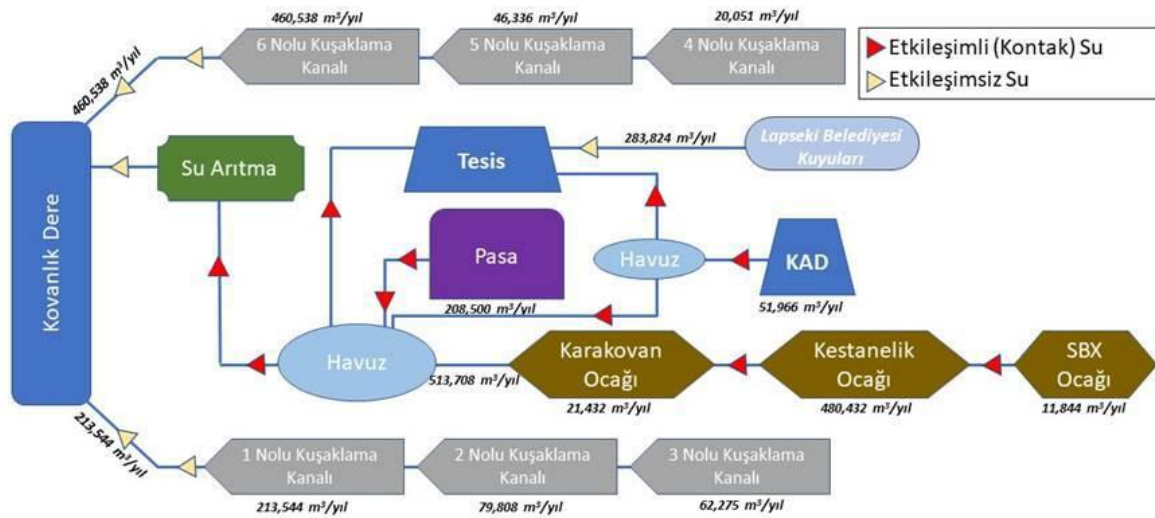 460,538 m³/yıl
46,336 m³/yıl
20,051 m³/yıl
6 Nolu Kuşaklama
Kanalı
5 Nolu Kuşaklama
Kanalı
4 Nolu Kuşaklama
Kanalı
Etkileşimli (Kontak) Su
Etkileşimsiz Su
460,538 m³/yıl
Kovanlık Dere
Su Arıtma
Tesis
283,824 m³/yıl
Lapseki Belediyesi
Kuyuları
Pasa
208,500 m³/yıl
Havuz
KAD
51,966 m³/yıl
Havuz
513,708 m³/yıl
Karakovan
Ocağı
21,432 m³/yıl
Kestanelik
Ocağı
480,432 m³/yıl
SBX
Ocağı
11,844 m³/yıl
213,544 m³/yıl
1 Nolu Kuşaklama
Kanalı
213,544 m³/yıl
2 Nolu Kuşaklama
Kanalı
79,808 m³/yıl
3 Nolu Kuşaklama
Kanalı
62,275 m³/yıl